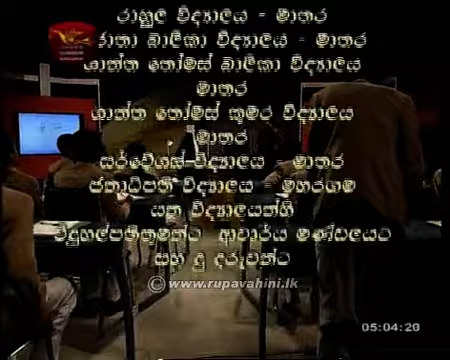 රාහුල විද්‍යාලය - මාතර
බාලිකා විද්‍යාලය - මාතර
ශාන්ත තෝමස් බාලිකා විද්‍යාලය
මාතර
ශාන්ත තෝමස් කුමර විද්‍යාලය
මාතර
සර්වේශස් විද්‍යාලය - මාතර
ජනාධිපති විද්‍යාලය - මහරගම
යන විද්‍යාලයන්හි
විදුහල්පතිතුමන්ට ආචාර්ය මණ්ඩලයට
සහ දූ දරුවන්ට
© www.rupavahini.lk
05:04:20